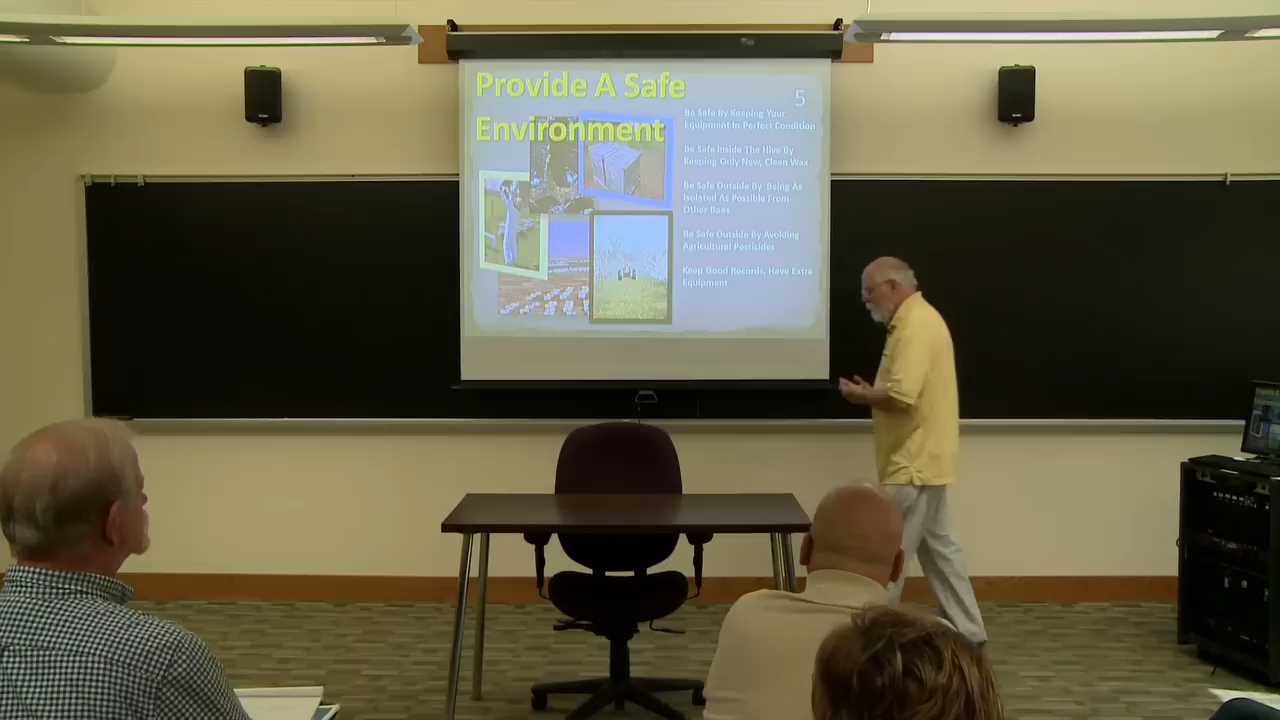 Provide A Safe
Environment
5
Be Safe By Keeping Your
Equipment In Perfect Condition
Be Safe Inside The Hive By
Keeping Only New, Clean Wax
Be Safe Outside By Being As
Isolated As Possible From
Other Bees
Be Safe Outside By Avoiding
Agricultural Pesticides
Keep Good Records, Have Extra
Equipment